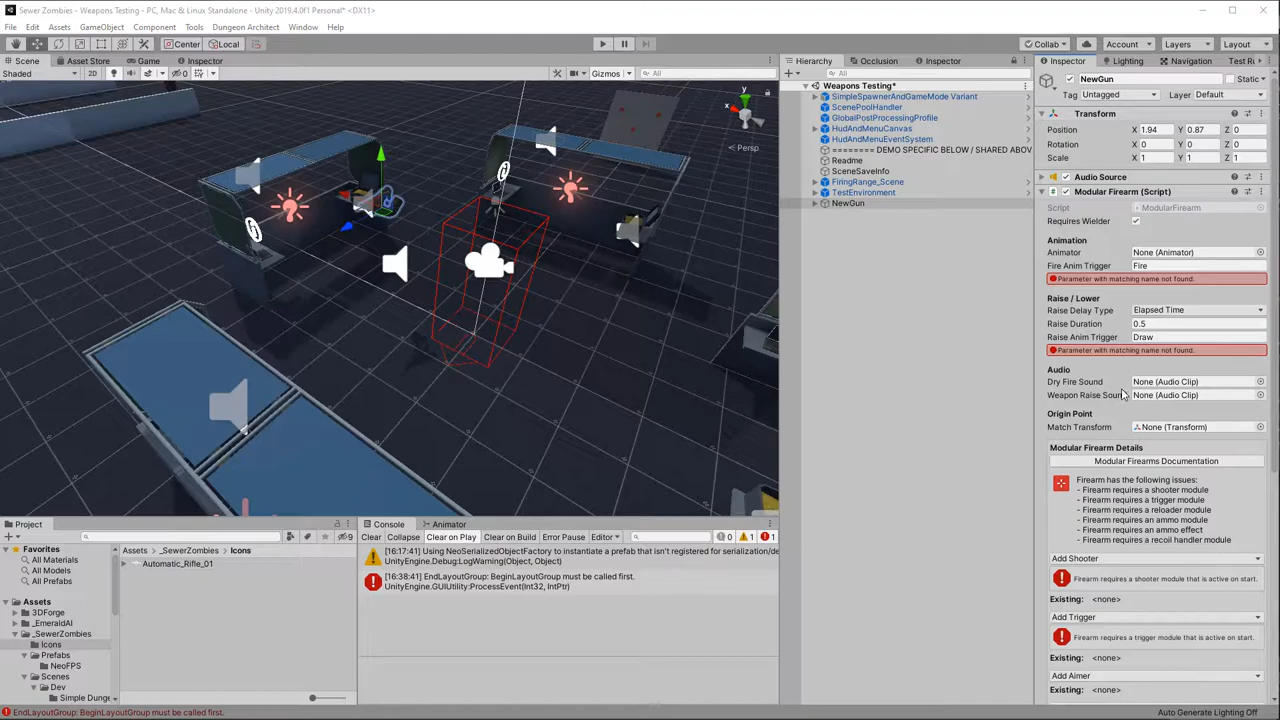 Sewer Zombies - Weapons Testing - PC, Mac & Linux Standalone - Unity 2019.4.0f1 Personal* <DX11>
File Edit Assets GameObject Component Tools Dungeon Architect Window Help
Center Local Collab Account Layers Layout
Scene Asset Store Game Inspector
Shaded 2D Gizmos All
y
x
Persp
Hierarchy Occlusion Inspector
All
Weapons Testing*
SimpleSpawnerAndGameMode Variant
ScenePoolHandler
GlobalPostProcessingProfile
HudAndMenuCanvas
HudAndMenuEventSystem
======== DEMO SPECIFIC BELOW / SHARED ABOV
Readme
SceneSaveInfo
FiringRange_Scene
TestEnvironment
NewGun
Inspector Lighting Navigation Test Ru
NewGun Static
Tag Untagged Layer Default
Transform
Position X 1.94 Y 0.87 Z 0
Rotation X 0 Y 0 Z 0
Scale X 1 Y 1 Z 1
Audio Source
Modular Firearm (Script)
Script ModularFirearm
Requires Wielder
Animation
Animator None (Animator)
Fire Anim Trigger Fire
Parameter with matching name not found.
Raise / Lower
Raise Delay Type Elapsed Time
Raise Duration 0.5
Raise Anim Trigger Draw
Parameter with matching name not found.
Audio
Dry Fire Sound None (Audio Clip)
Weapon Raise Soun None (Audio Clip)
Origin Point
Match Transform None (Transform)
Modular Firearm Details
Modular Firearms Documentation
Firearm has the following issues:
- Firearm requires a shooter module
- Firearm requires a trigger module
- Firearm requires a reloader module
- Firearm requires an ammo module
- Firearm requires an ammo effect
- Firearm requires a recoil handler module
Add Shooter
Firearm requires a shooter module that is active on start.
Existing: <none>
Add Trigger
Firearm requires a trigger module that is active on start.
Existing: <none>
Add Aimer
Existing: <none>
Project
9
Favorites
All Materials
All Models
All Prefabs
Assets
3DForge
_EmeraldAI
_SewerZombies
Icons
Prefabs
NeoFPS
Scenes
Dev
Simple Dunge
Assets > _SewerZombies > Icons
Automatic_Rifle_01
Console Animator
Clear Collapse Clear on Play Clear on Build Error Pause Editor 0 1 1
[16:17:41] Using NeoSerializedObjectFactory to instantiate a prefab that isn't registered for serialization/de
UnityEngine.Debug:LogWarning(Object, Object)
[16:38:41] EndLayoutGroup: BeginLayoutGroup must be called first.
UnityEngine.GUIUtility:ProcessEvent(Int32, IntPtr)
EndLayoutGroup: BeginLayoutGroup must be called first.
Auto Generate Lighting Off